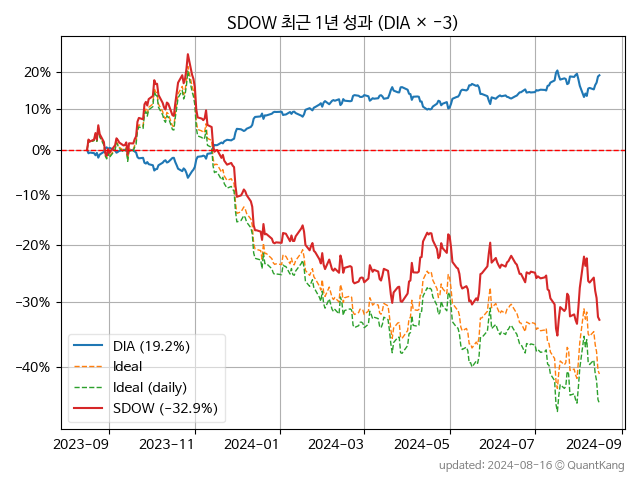 SDOW 최근 1년 성과 (DIA × -3)
20%
10%
0%
-10%
-20%
-30%
-40%
DIA (19.2%)
Ideal
Ideal (daily)
SDOW (-32.9%)
2023-09 2023-11 2024-01 2024-03 2024-05 2024-07 2024-09
updated: 2024-08-16 © QuantKang